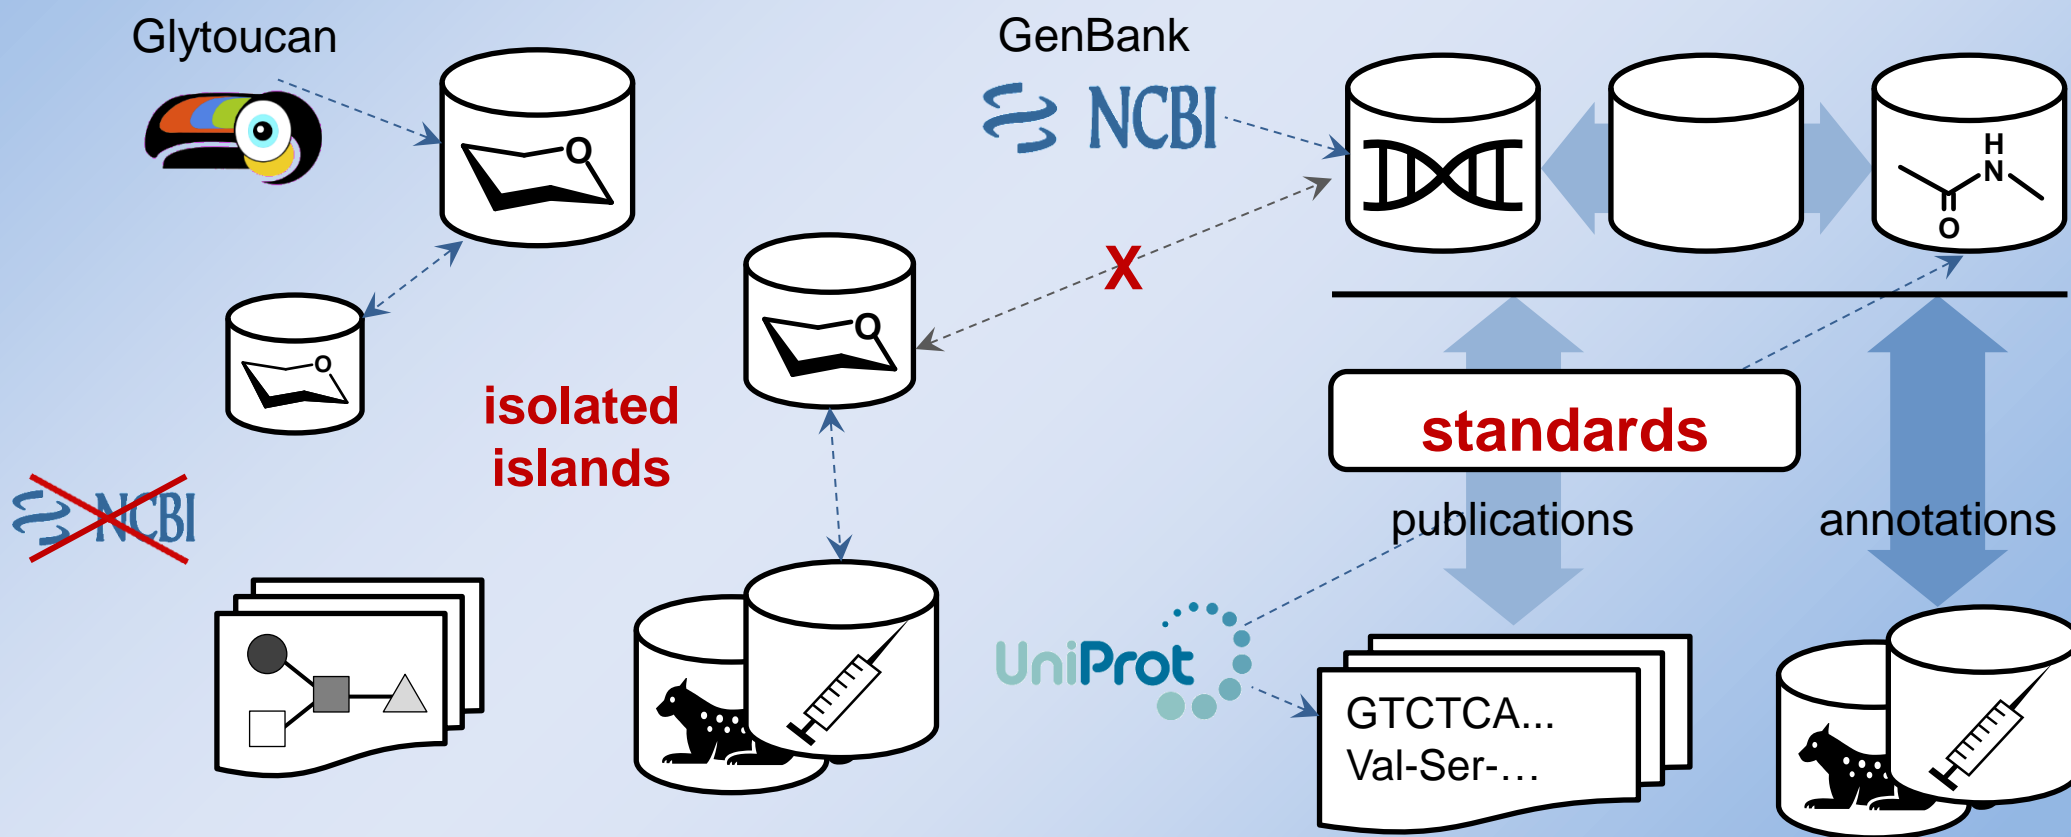 Glytoucan
GenBank
NCBI
O
H
N
O
X
O
O
isolated
islands
standards
NCBI
publications
annotations
UniProt
GTCTCA...
Val-Ser-...